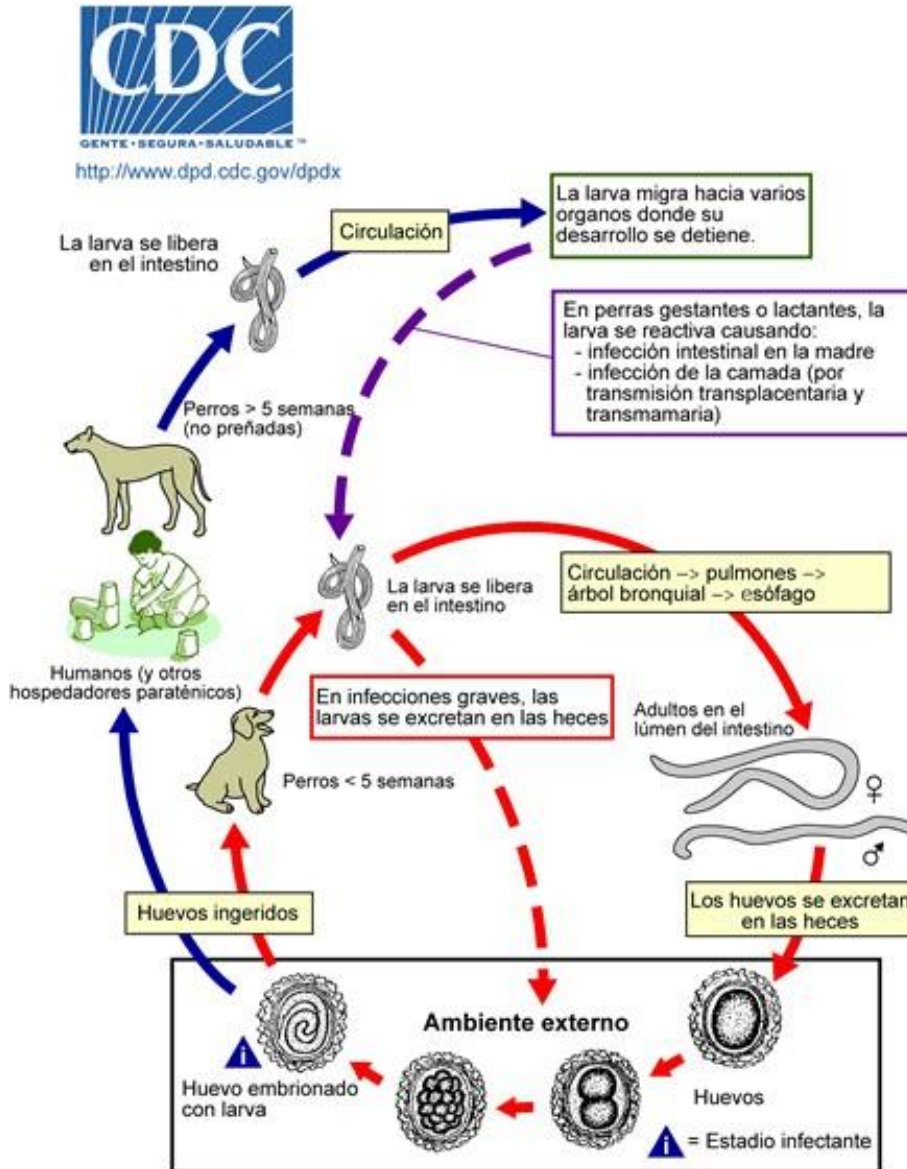 CDC
GENTE·SEGURA·SALUDABLE™
http://www.dpd.cdc.gov/dpdx
La larva se libera
en el intestino
Circulación
La larva migra hacia varios
organos donde su
desarrollo se detiene.
En perras gestantes o lactantes, la
larva se reactiva causando:
- infección intestinal en la madre
- infección de la camada (por
transmisión transplacentaria y
transmamaria)
Perros > 5 semanas
(no preñadas)
Humanos (y otros
hospedadores paraténicos)
La larva se libera
en el intestino
Circulación –> pulmones –>
árbol bronquial –> esófago
En infecciones graves, las
larvas se excretan en las heces
Perros < 5 semanas
Adultos en el
lúmen del intestino
♀
♂
Huevos ingeridos
Los huevos se excretan
en las heces
Ambiente externo
i
Huevo embrionado
con larva
Huevos
i = Estadio infectante